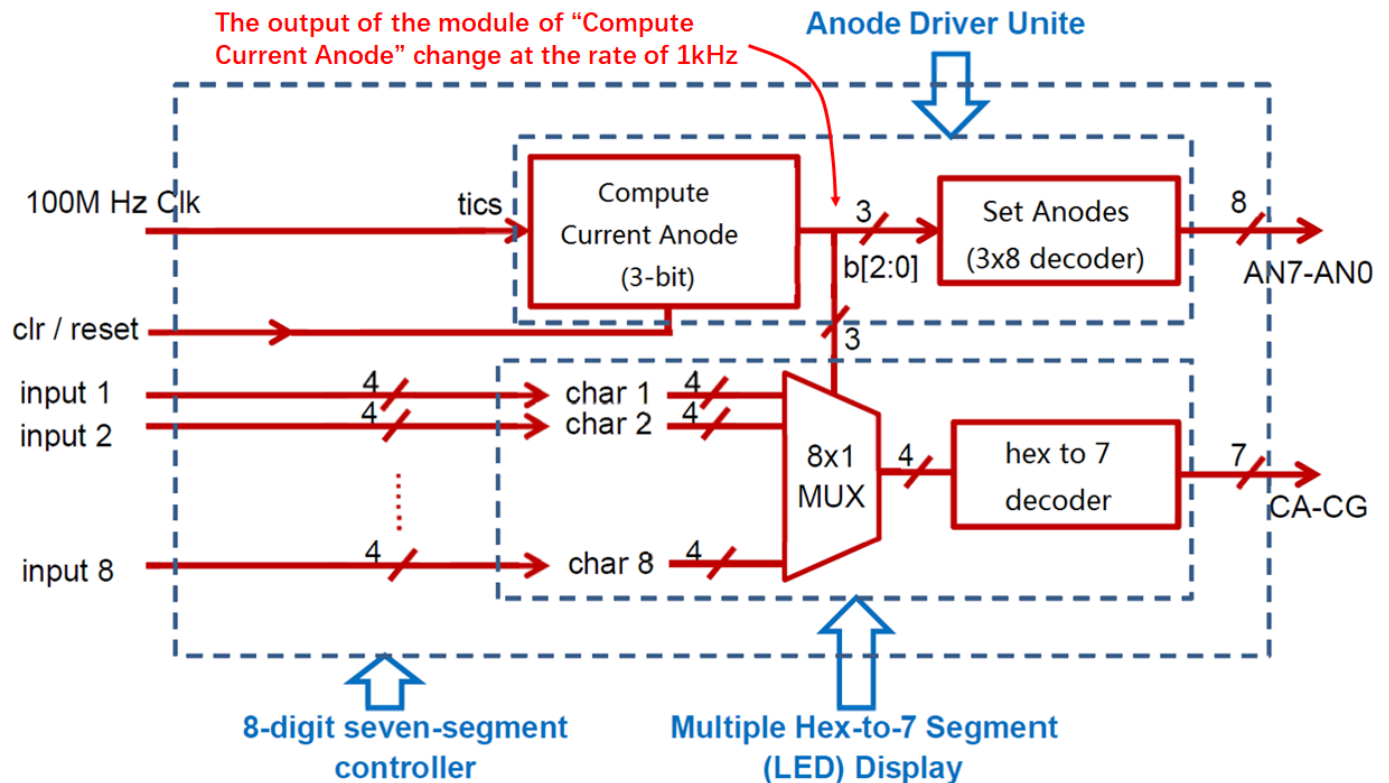 The output of the module of “Compute
Current Anode” change at the rate of 1kHz
Anode Driver Unite
100M Hz Clk
tics
Compute
Current Anode
(3-bit)
3
b[2:0]
Set Anodes
(3x8 decoder)
8
AN7-AN0
clr / reset
3
input 1
4
char 1
4
input 2
4
char 2
4
8x1
MUX
4
hex to 7
decoder
7
CA-CG
input 8
4
char 8
4
8-digit seven-segment
controller
Multiple Hex-to-7 Segment
(LED) Display